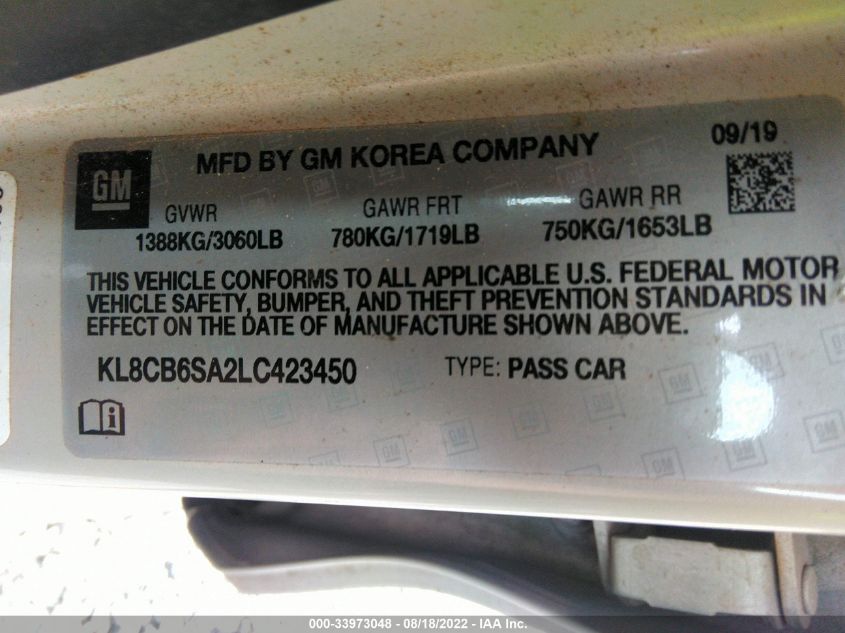 MFD BY GM KOREA COMPANY
09/19
GM
GVWR GAWR FRT GAWR RR
1388KG/3060LB 780KG/1719LB 750KG/1653LB
THIS VEHICLE CONFORMS TO ALL APPLICABLE U.S. FEDERAL MOTOR
VEHICLE SAFETY, BUMPER, AND THEFT PREVENTION STANDARDS IN
EFFECT ON THE DATE OF MANUFACTURE SHOWN ABOVE.
KL8CB6SA2LC423450 TYPE: PASS CAR
000-33973048 - 08/18/2022 - IAA Inc.